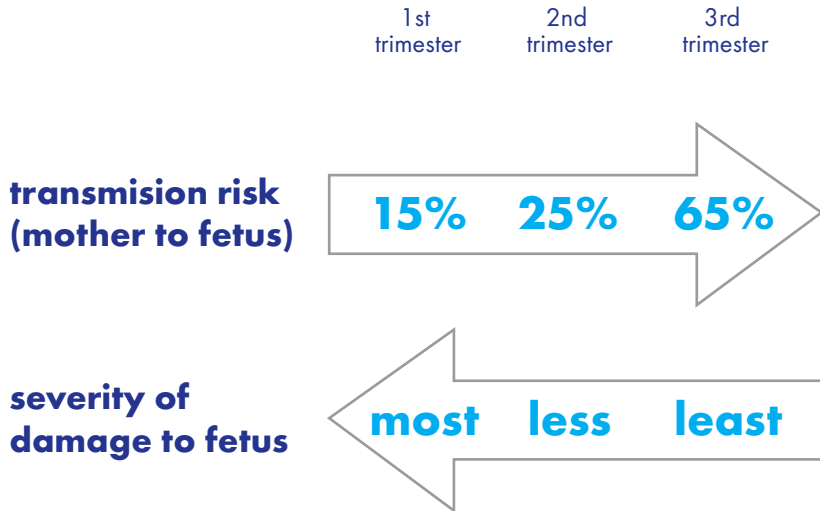 1st
trimester
2nd
trimester
3rd
trimester
transmision risk
(mother to fetus)
15%
25%
65%
severity of
damage to fetus
most
less
least